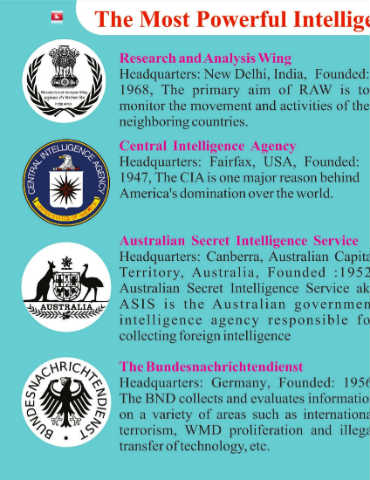 The Most Powerful Intellige
Research and Analysis Wing
Headquarters: New Delhi, India, Founded:
1968, The primary aim of RAW is to
monitor the movement and activities of the
neighboring countries.
Central Intelligence Agency
Headquarters: Fairfax, USA, Founded:
1947, The CIA is one major reason behind
America's domination over the world.
CENTRAL INTELLIGENCE AGENCY
Australian Secret Intelligence Service
Headquarters: Canberra, Australian Capita
Territory, Australia, Founded :1952
Australian Secret Intelligence Service ak
ASIS is the Australian governmen
intelligence agency responsible fo
collecting foreign intelligence
AUSTRALIA
The Bundesnachrichtendienst
Headquarters: Germany, Founded: 1956
The BND collects and evaluates informatio
on a variety of areas such as internationa
terrorism, WMD proliferation and illega
transfer of technology, etc.
BUNDESNACHRICHTENDIENST